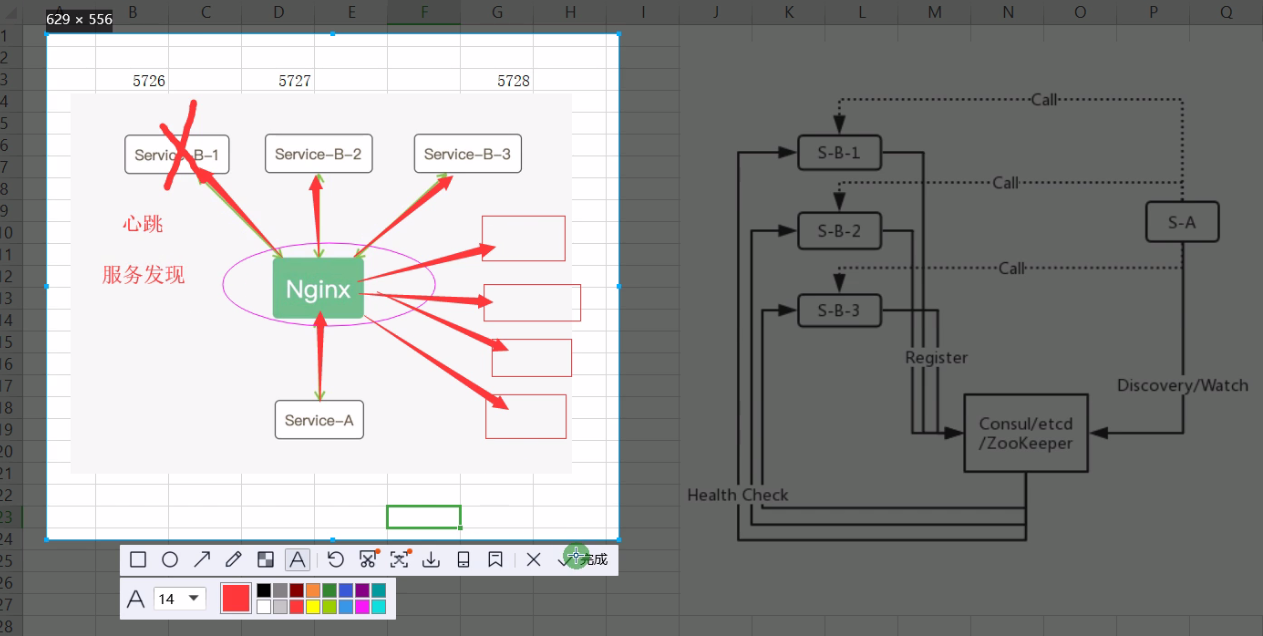 629 × 556
A B C D E F G H I J K L M N O P Q
1
2
3
5726 5727 5728
4
Call
5
Service-B-1 Service-B-2 Service-B-3
S-B-1
6
7
Call
8
9
心跳
S-B-2
S-A
10
11
服务发现
Call
12
Nginx
13
S-B-3
14
15
Register
16
Discovery/Watch
17
18
Service-A
Consul/etcd
/ZooKeeper
19
20
21
22
Health Check
23
24
25
完成
26
27
A 14
28